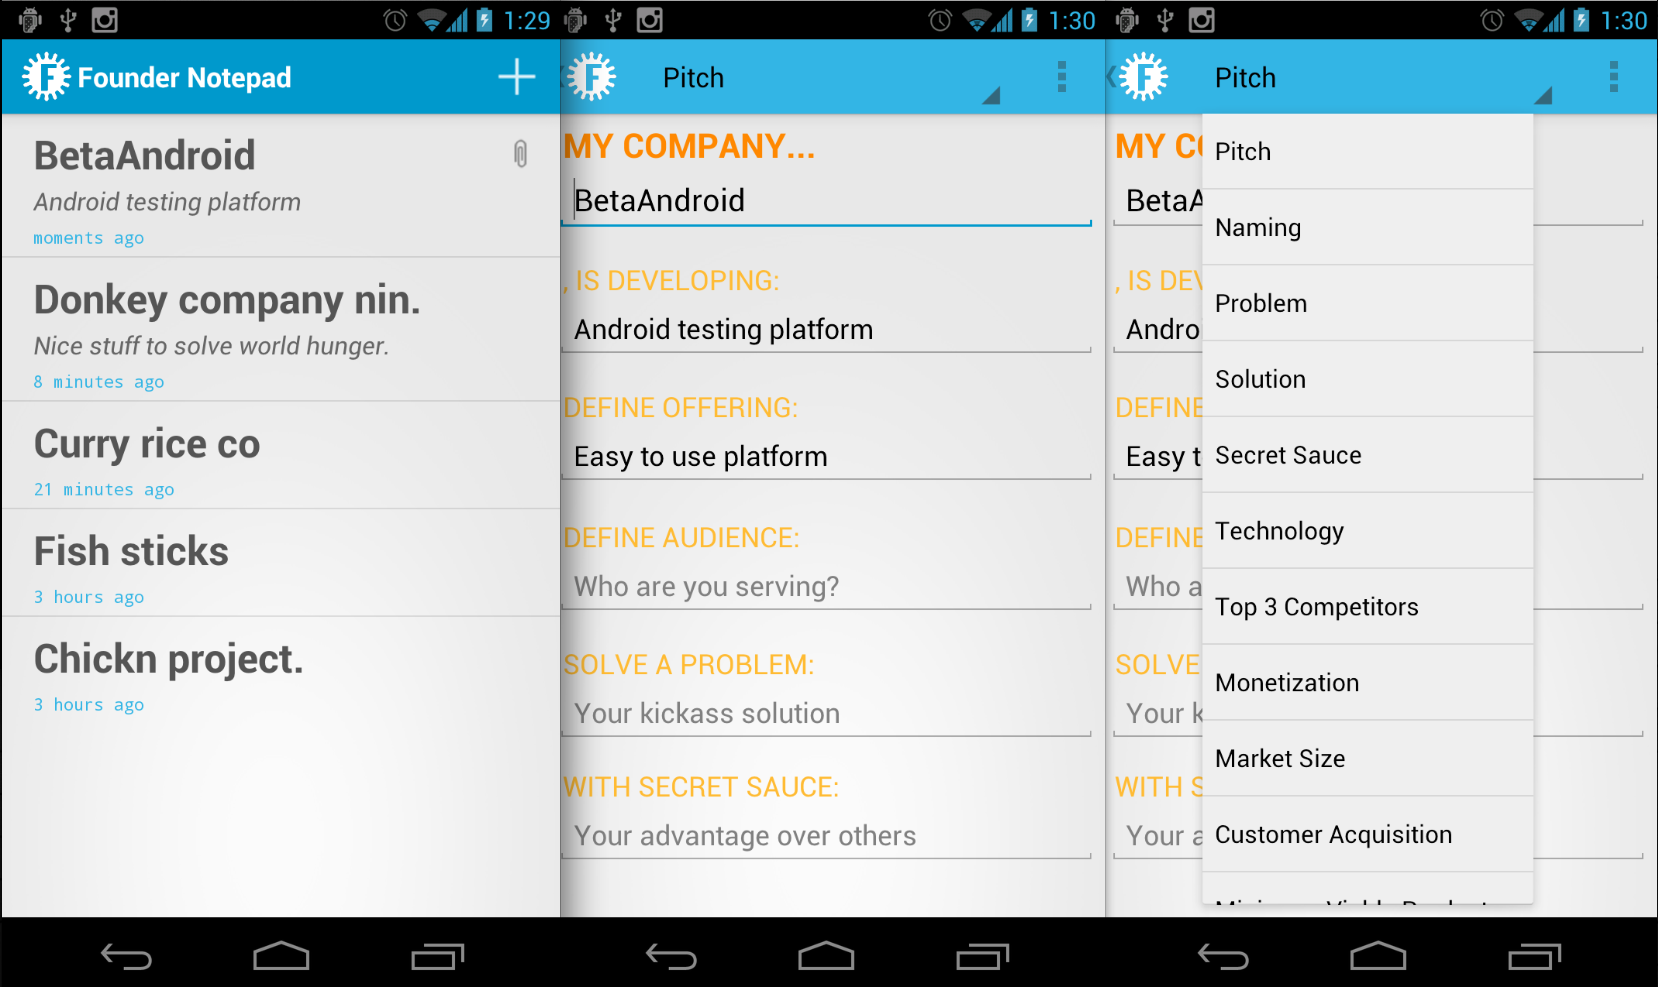 1:29
F Founder Notepad
BetaAndroid
Android testing platform
moments ago
Donkey company nin.
Nice stuff to solve world hunger.
8 minutes ago
Curry rice co
21 minutes ago
Fish sticks
3 hours ago
Chickn project.
3 hours ago
1:30
F Pitch
MY COMPANY...
BetaAndroid
, IS DEVELOPING:
Android testing platform
DEFINE OFFERING:
Easy to use platform
DEFINE AUDIENCE:
Who are you serving?
SOLVE A PROBLEM:
Your kickass solution
WITH SECRET SAUCE:
Your advantage over others
1:30
F Pitch
MY CO
BetaA
, IS DEV
Andro
DEFINE
Easy t
DEFINE
Who a
SOLVE
Your k
WITH S
Your a
Pitch
Naming
Problem
Solution
Secret Sauce
Technology
Top 3 Competitors
Monetization
Market Size
Customer Acquisition